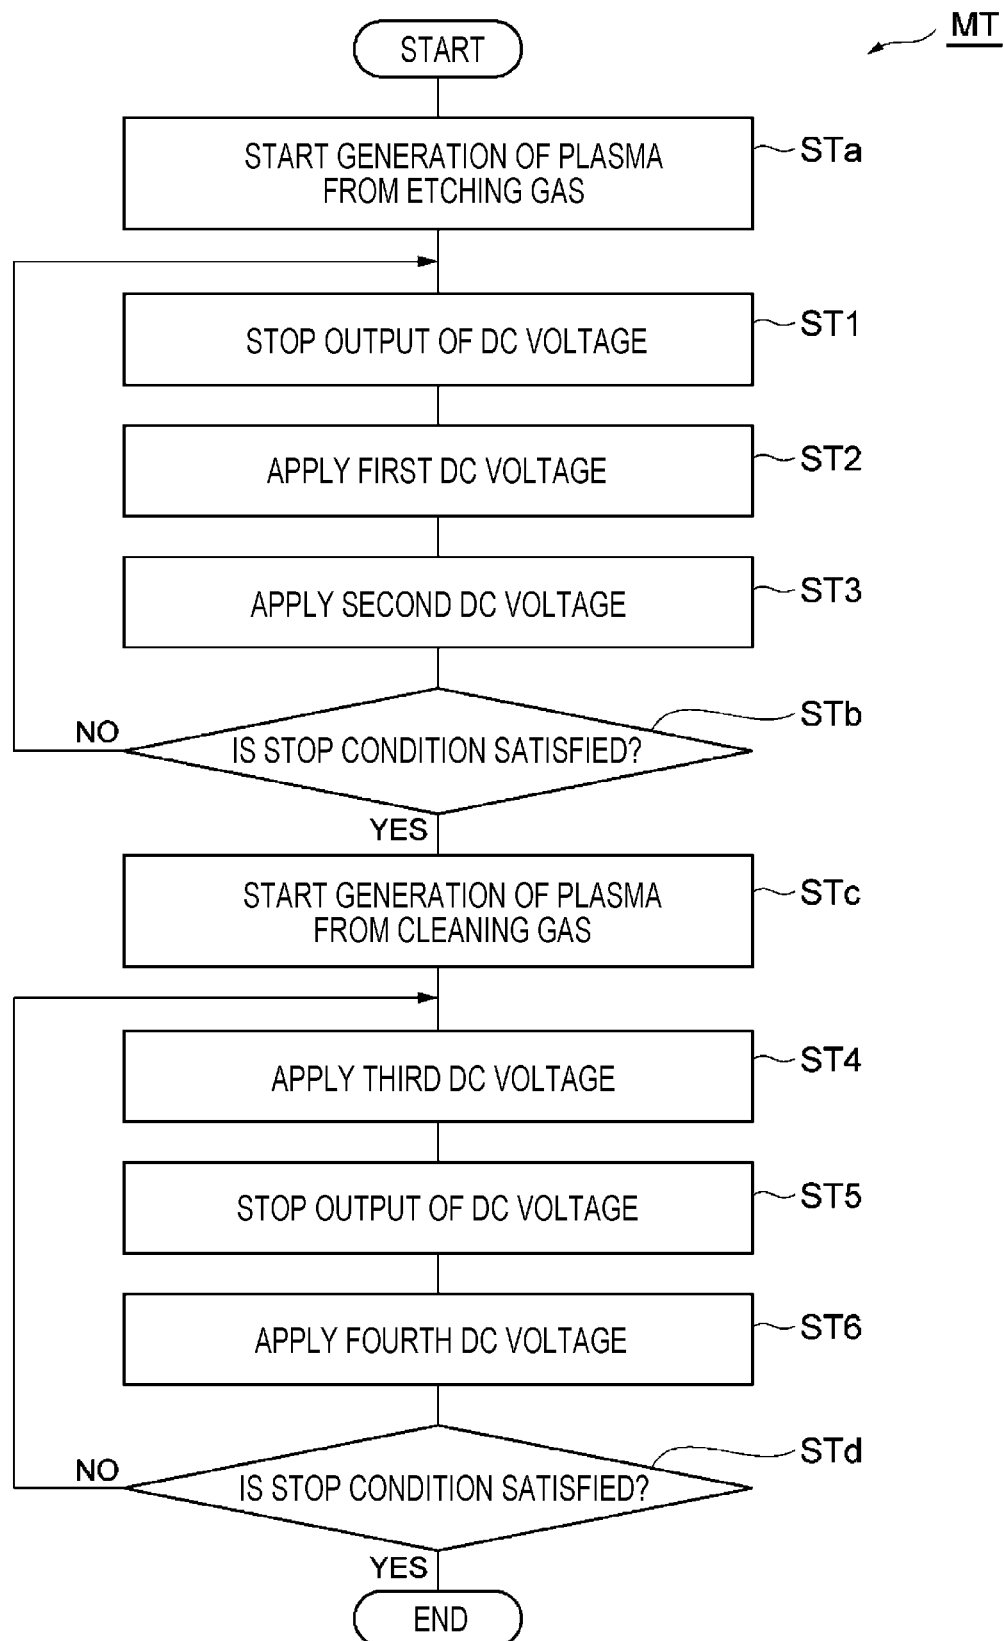 MT
START
START GENERATION OF PLASMA
FROM ETCHING GAS
STa
STOP OUTPUT OF DC VOLTAGE
ST1
APPLY FIRST DC VOLTAGE
ST2
APPLY SECOND DC VOLTAGE
ST3
IS STOP CONDITION SATISFIED?
STb
NO
YES
START GENERATION OF PLASMA
FROM CLEANING GAS
STc
APPLY THIRD DC VOLTAGE
ST4
STOP OUTPUT OF DC VOLTAGE
ST5
APPLY FOURTH DC VOLTAGE
ST6
IS STOP CONDITION SATISFIED?
STd
NO
YES
END